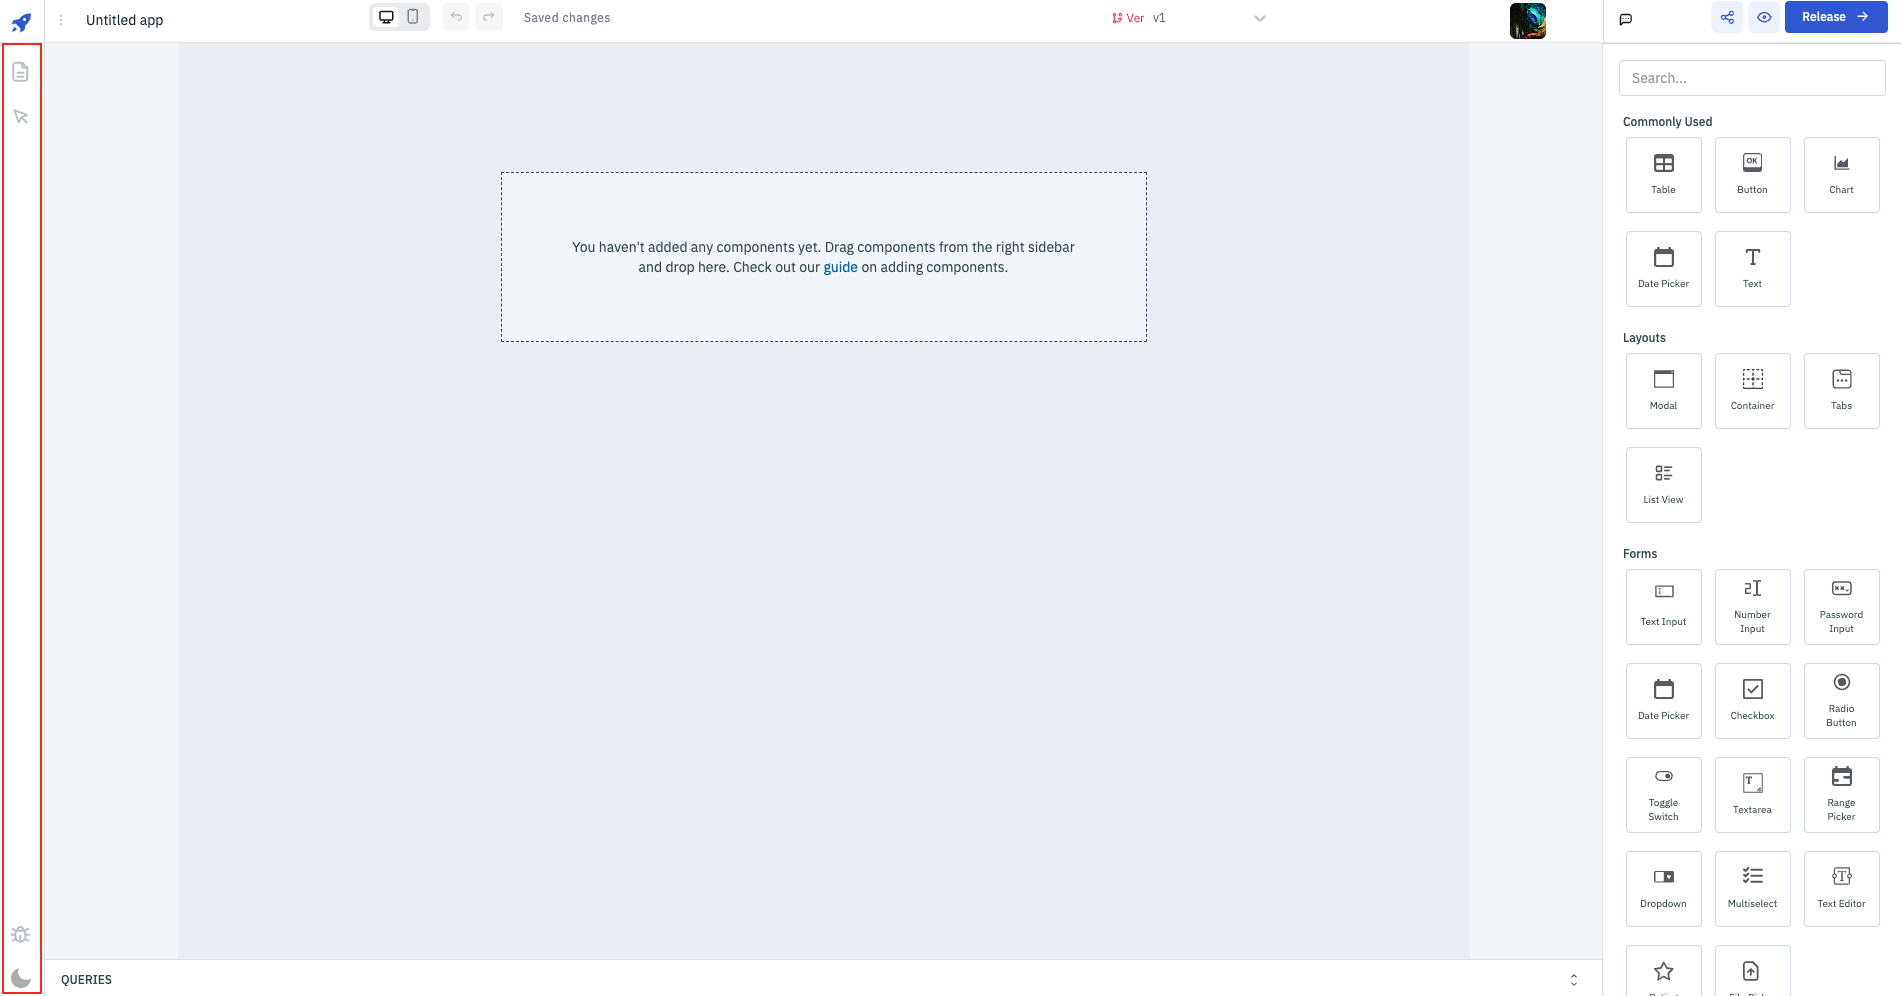 Untitled app
Saved changes
Ver v1
Release
Search...
Commonly Used
Table
OK
Button
Chart
Date Picker
Text
You haven't added any components yet. Drag components from the right sidebar
and drop here. Check out our guide on adding components.
Layouts
Modal
Container
Tabs
List View
Forms
Text Input
Number
Input
Password
Input
Date Picker
Checkbox
Radio
Button
Toggle
Switch
Textarea
Range
Picker
Dropdown
Multiselect
Text Editor
QUERIES